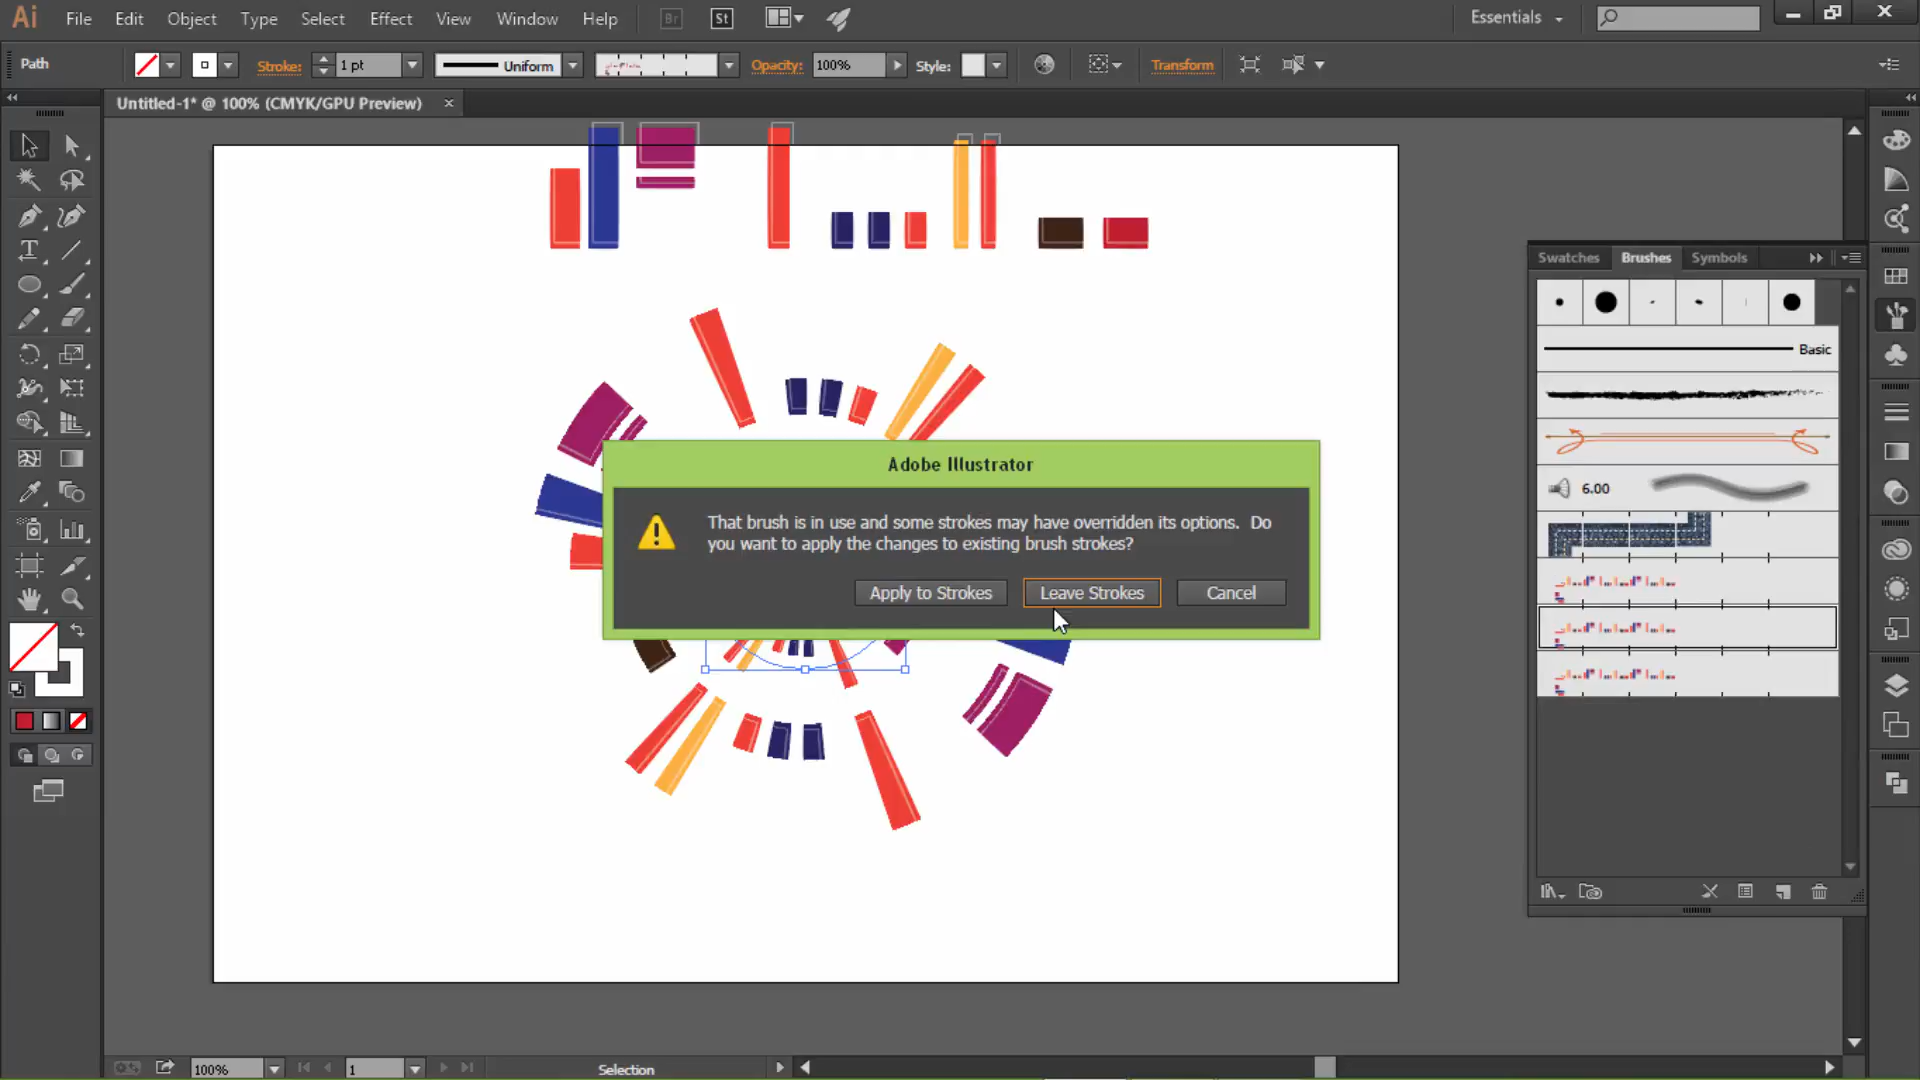 Ai File Edit Object Type Select Effect View Window Help Br St Essentials
Path Stroke: 1 pt Uniform Opacity: 100% Style: Transform
Untitled-1* @ 100% (CMYK/GPU Preview)
Swatches Brushes Symbols
Basic
6.00
Adobe Illustrator
That brush is in use and some strokes may have overridden its options. Do
you want to apply the changes to existing brush strokes?
Apply to Strokes Leave Strokes Cancel
100% 1 Selection